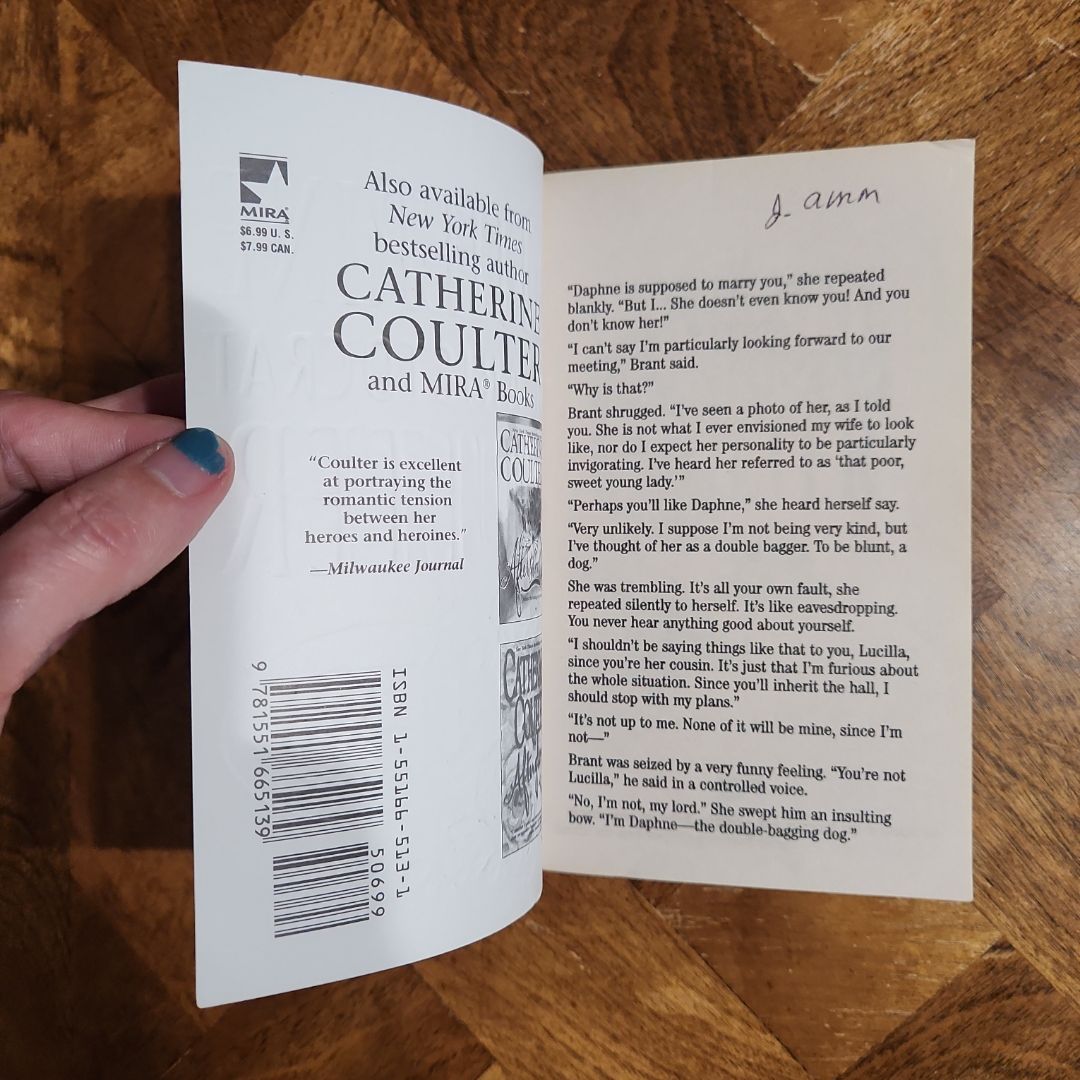 MIRA®
$6.99 U. S.
$7.99 CAN.
Also available from
New York Times
bestselling author
CATHERINE
COULTER
and MIRA® Books
“Coulter is excellent
at portraying the
romantic tension
between her
heroes and heroines.”
—Milwaukee Journal
CATHER
COULT
ISBN 1-55166-513-1
9 781551 665139
50699
J. amm
“Daphne is supposed to marry you,” she repeated
blankly. “But I... She doesn’t even know you! And you
don’t know her!”
“I can’t say I’m particularly looking forward to our
meeting,” Brant said.
“Why is that?”
Brant shrugged. “I’ve seen a photo of her, as I told
you. She is not what I ever envisioned my wife to look
like, nor do I expect her personality to be particularly
invigorating. I’ve heard her referred to as ‘that poor,
sweet young lady.’”
“Perhaps you’ll like Daphne,” she heard herself say.
“Very unlikely. I suppose I’m not being very kind, but
I’ve thought of her as a double bagger. To be blunt, a
dog.”
She was trembling. It’s all your own fault, she
repeated silently to herself. It’s like eavesdropping.
You never hear anything good about yourself.
“I shouldn’t be saying things like that to you, Lucilla,
since you’re her cousin. It’s just that I’m furious about
the whole situation. Since you’ll inherit the hall, I
should stop with my plans.”
“It’s not up to me. None of it will be mine, since I’m
not—”
Brant was seized by a very funny feeling. “You’re not
Lucilla,” he said in a controlled voice.
“No, I’m not, my lord.” She swept him an insulting
bow. “I’m Daphne—the double-bagging dog.”